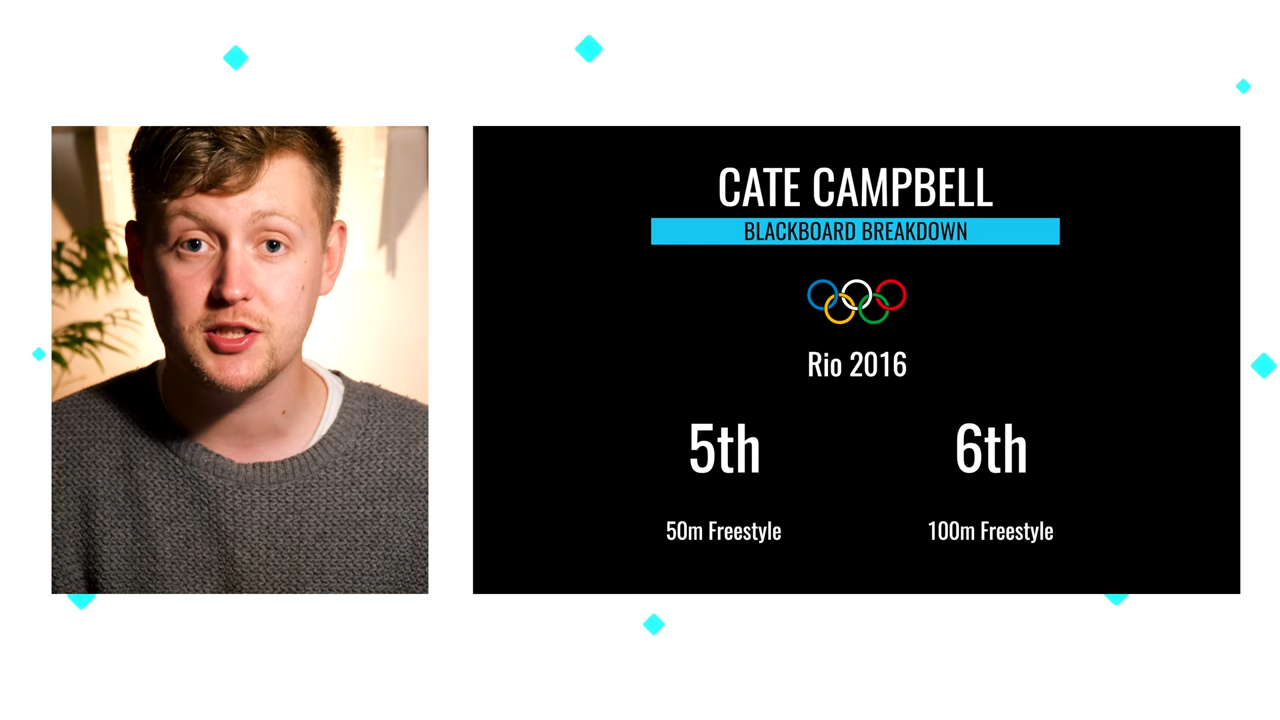 CATE CAMPBELL
BLACKBOARD BREAKDOWN
Rio 2016
5th
6th
50m Freestyle
100m Freestyle